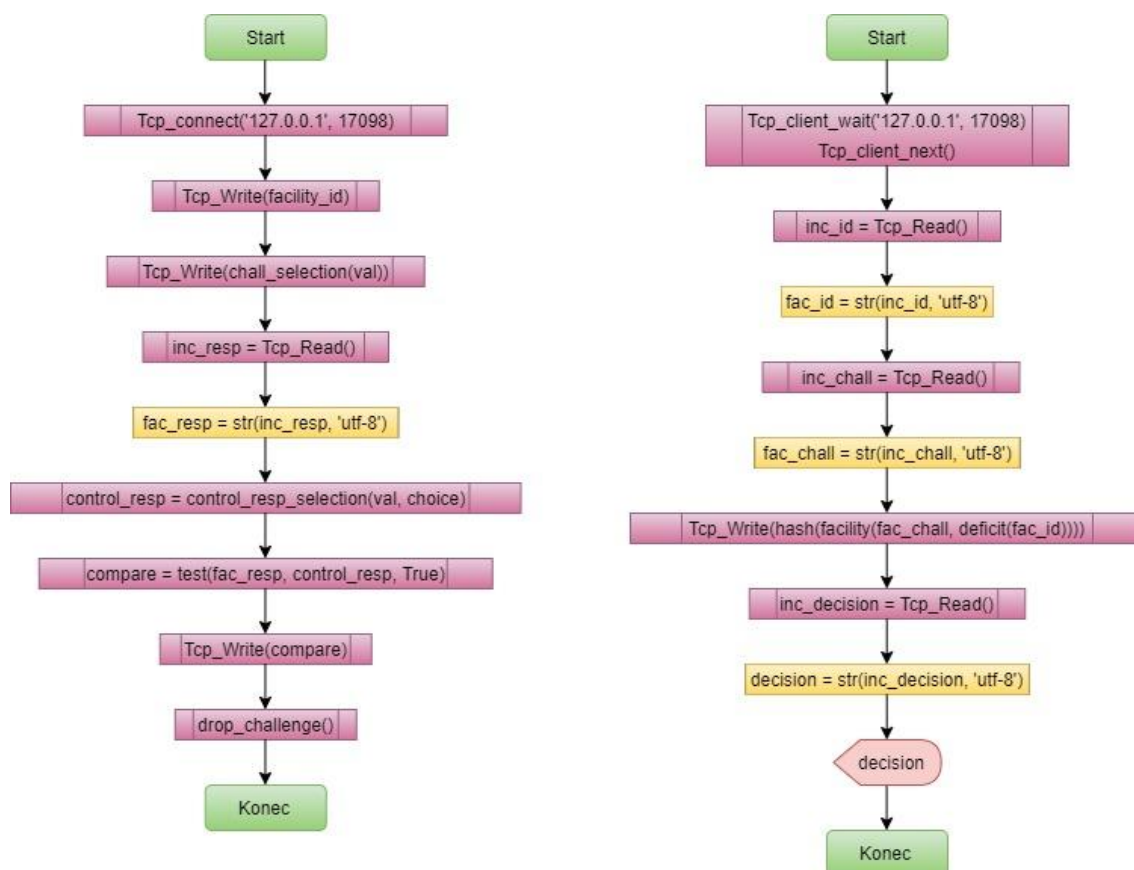 Start
Tcp_connect('127.0.0.1', 17098)
Tcp_Write(facility_id)
Tcp_Write(chall_selection(val))
inc_resp = Tcp_Read()
fac_resp = str(inc_resp, 'utf-8')
control_resp = control_resp_selection(val, choice)
compare = test(fac_resp, control_resp, True)
Tcp_Write(compare)
drop_challenge()
Konec
Start
Tcp_client_wait('127.0.0.1', 17098)
Tcp_client_next()
inc_id = Tcp_Read()
fac_id = str(inc_id, 'utf-8')
inc_chall = Tcp_Read()
fac_chall = str(inc_chall, 'utf-8')
Tcp_Write(hash(facility(fac_chall, deficit(fac_id))))
inc_decision = Tcp_Read()
decision = str(inc_decision, 'utf-8')
decision
Konec